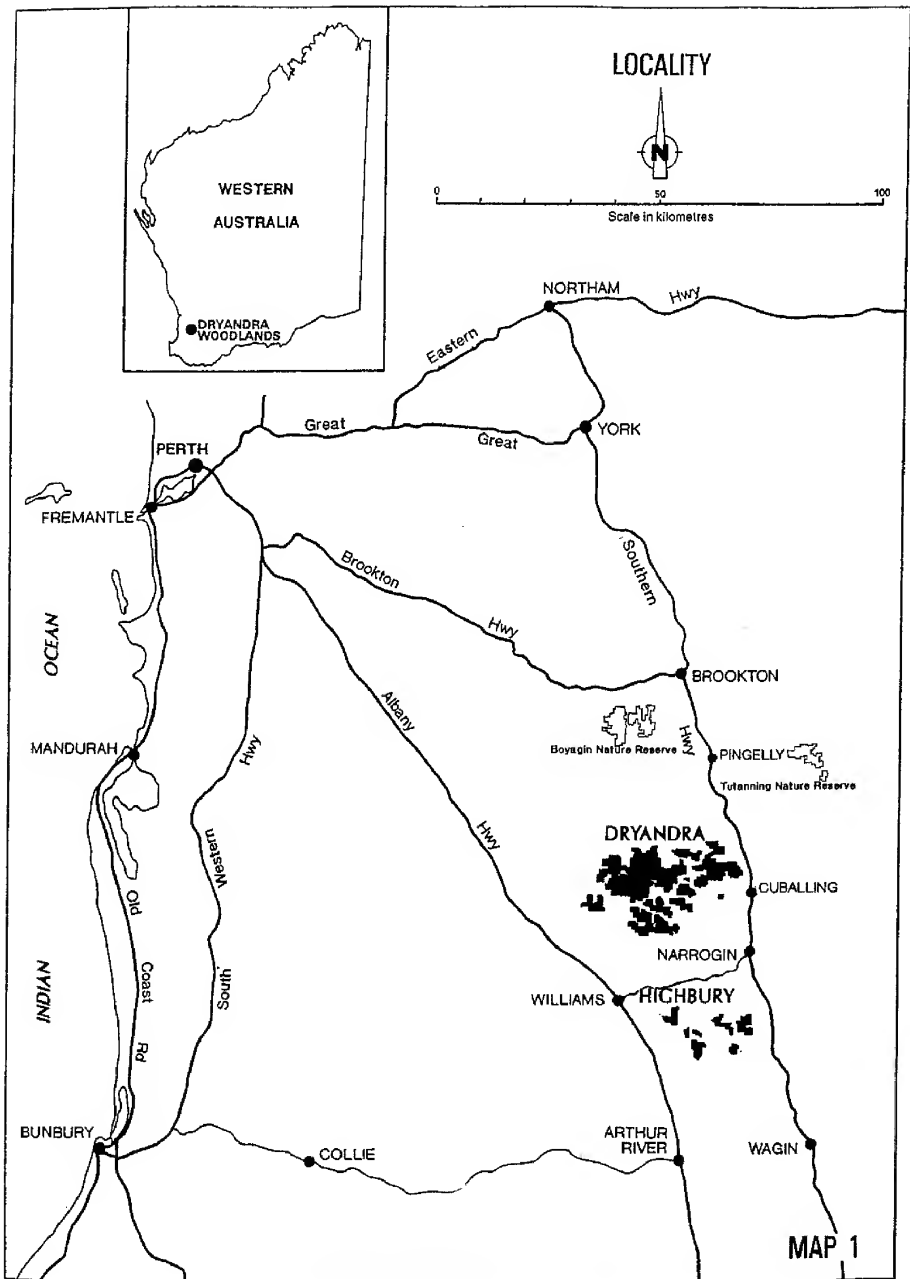 LOCALITY
N
0
50
100
Scale in kilometres
WESTERN
AUSTRALIA
DRYANDRA
WOODLANDS
NORTHAM
Hwy
Eastern
Great
Great
YORK
PERTH
FREMANTLE
Southern
Brookton
Hwy
BROOKTON
OCEAN
Albany
Hwy
Hwy
Boyagin Nature Reserve
PINGELLY
Tutanning Nature Reserve
MANDURAH
Hwy
Western
South
DRYANDRA
CUBALLING
Old
Coast
Rd
NARROGIN
INDIAN
WILLIAMS
HIGHBURY
BUNBURY
COLLIE
ARTHUR
RIVER
WAGIN
MAP 1